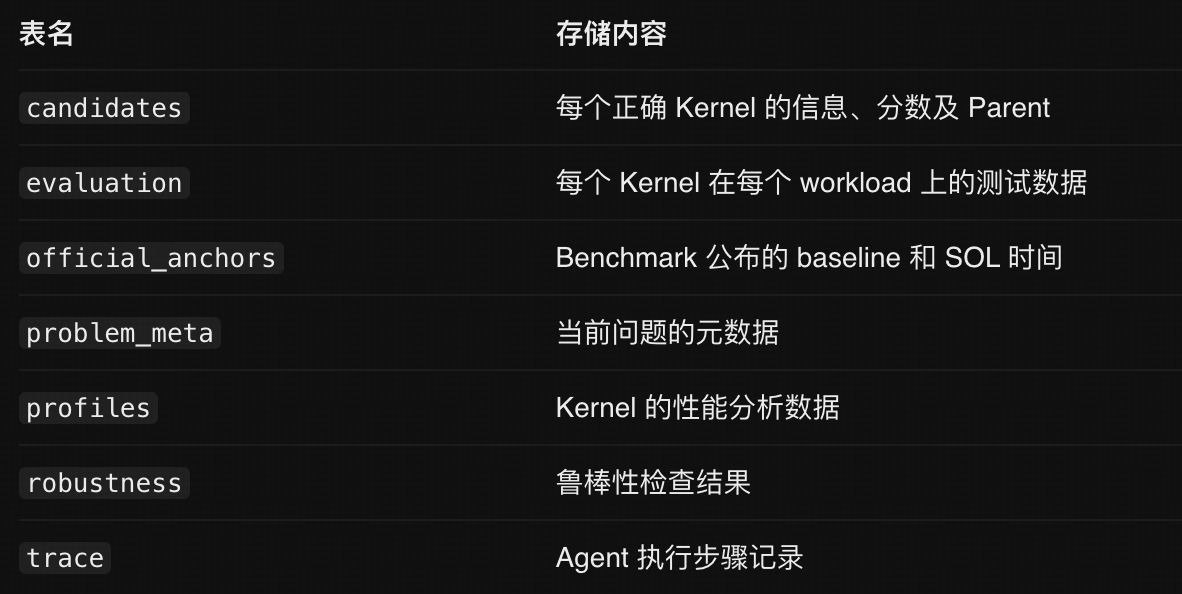 表名 存储内容
candidates 每个正确 Kernel 的信息、分数及 Parent
evaluation 每个 Kernel 在每个 workload 上的测试数据
official_anchors Benchmark 公布的 baseline 和 SOL 时间
problem_meta 当前问题的元数据
profiles Kernel 的性能分析数据
robustness 鲁棒性检查结果
trace Agent 执行步骤记录